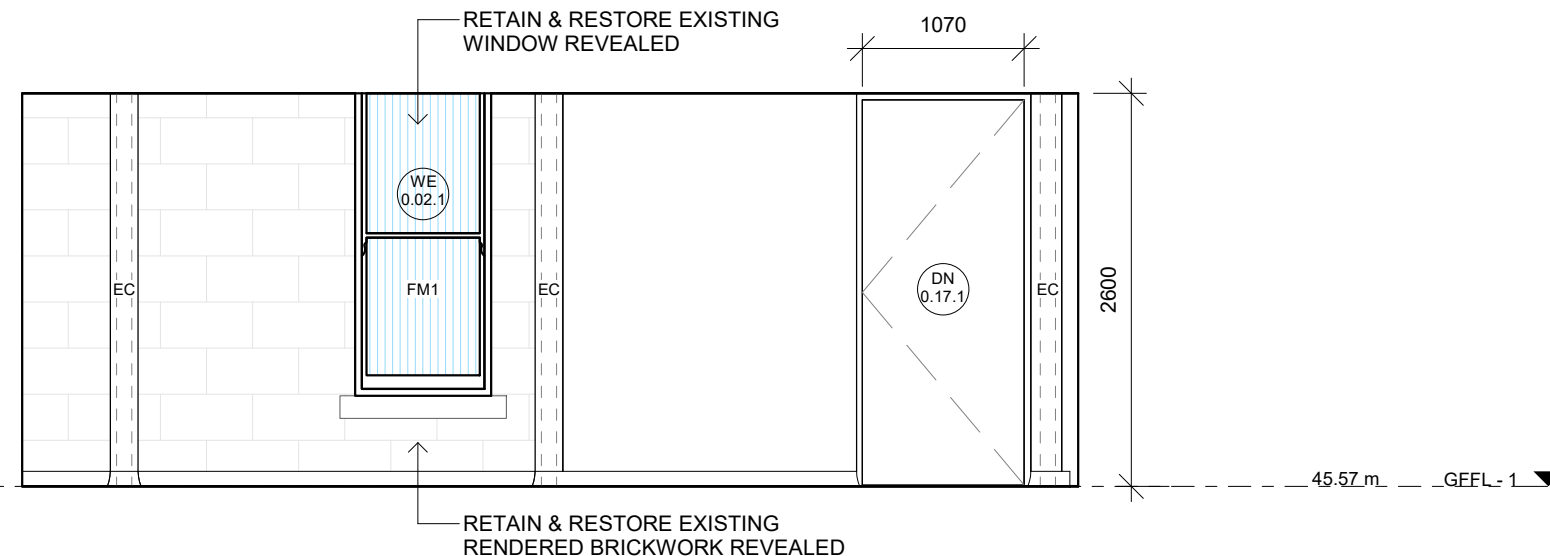 RETAIN & RESTORE EXISTING
WINDOW REVEALED
1070
WE
0.02.1
EC
FM1
EC
DN
0.17.1
EC
2600
45.57 m
GFFL - 1
RETAIN & RESTORE EXISTING
RENDERED BRICKWORK REVEALED